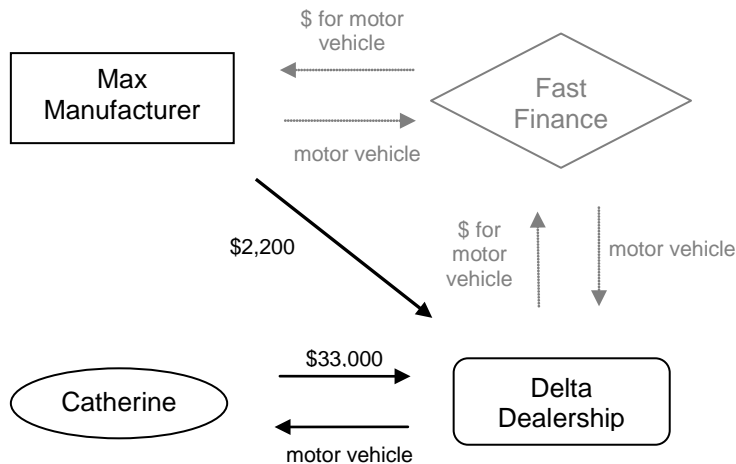 $ for motor
vehicle
Max
Manufacturer
Fast
Finance
motor vehicle
$2,200
$ for
motor
vehicle
motor vehicle
$33,000
Catherine
Delta
Dealership
motor vehicle